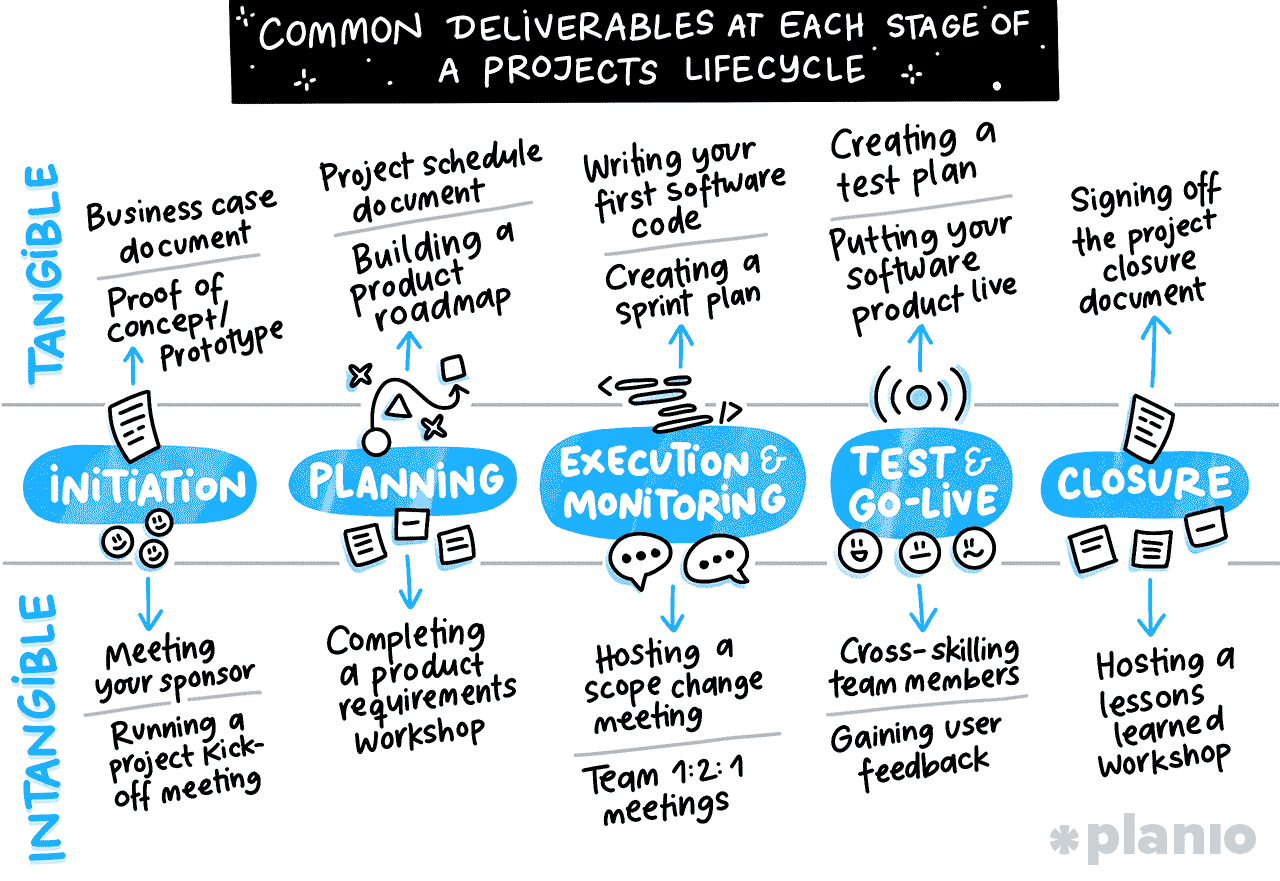 COMMON DELIVERABLES AT EACH STAGE OF
A PROJECTS LIFECYCLE
TANGIBLE
Business case
document
Proof of
concept/
Prototype
Project schedule
document
Building a
product
roadmap
Writing your
first software
code
Creating a
sprint plan
Creating a
test plan
Putting your
software
product live
Signing off
the project
closure
document
INITIATION
PLANNING
EXECUTION &
MONITORING
TEST &
GO-LIVE
CLOSURE
INTANGIBLE
Meeting
your sponsor
Running a
project Kick-
off meeting
Completing
a product
requirements
workshop
Hosting a
scope change
meeting
Team 1:2:1
meetings
Cross-skilling
team members
Gaining user
feedback
Hosting a
lessons
learned
workshop
planio